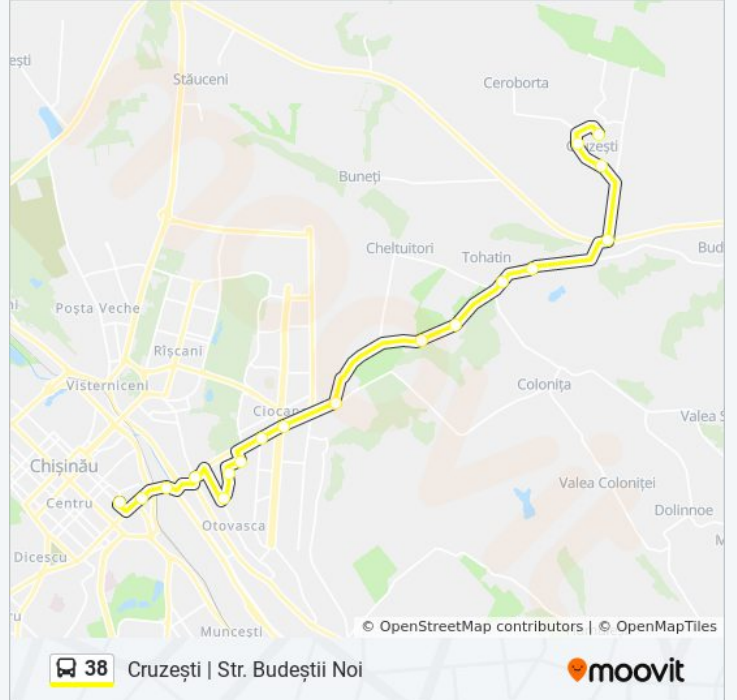 ești
Stăuceni
Ceroborta
Cruzești
Buneți
Cheltuitori
Tohatin
Bud
Poșta Veche
Rîșcani
Visterniceni
Colonița
Ciocana
Valea S
Chișinău
Centru
Valea Coloniței
Dolinnoe
Otovasca
Dicescu
Muncești
© OpenStreetMap contributors | © OpenMapTiles
38 Cruzești | Str. Budeștii Noi
moovit